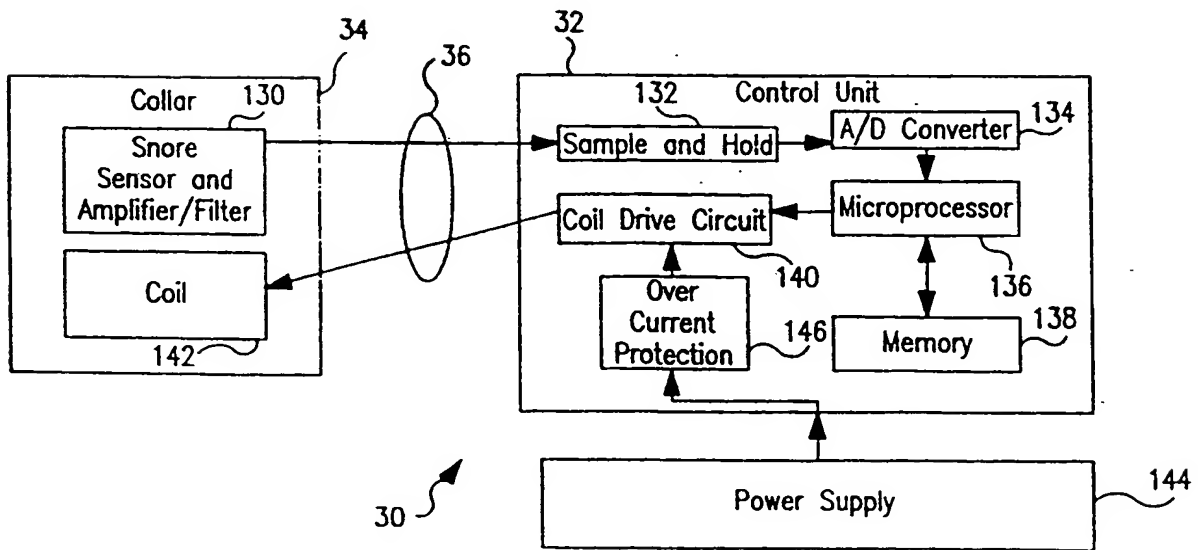 34
Collar
130
Snore
Sensor and
Amplifier/Filter
Coil
142
36
32
Control Unit
132
Sample and Hold
A/D Converter
134
Coil Drive Circuit
140
Microprocessor
136
Over
Current
Protection
146
Memory
138
30
Power Supply
144